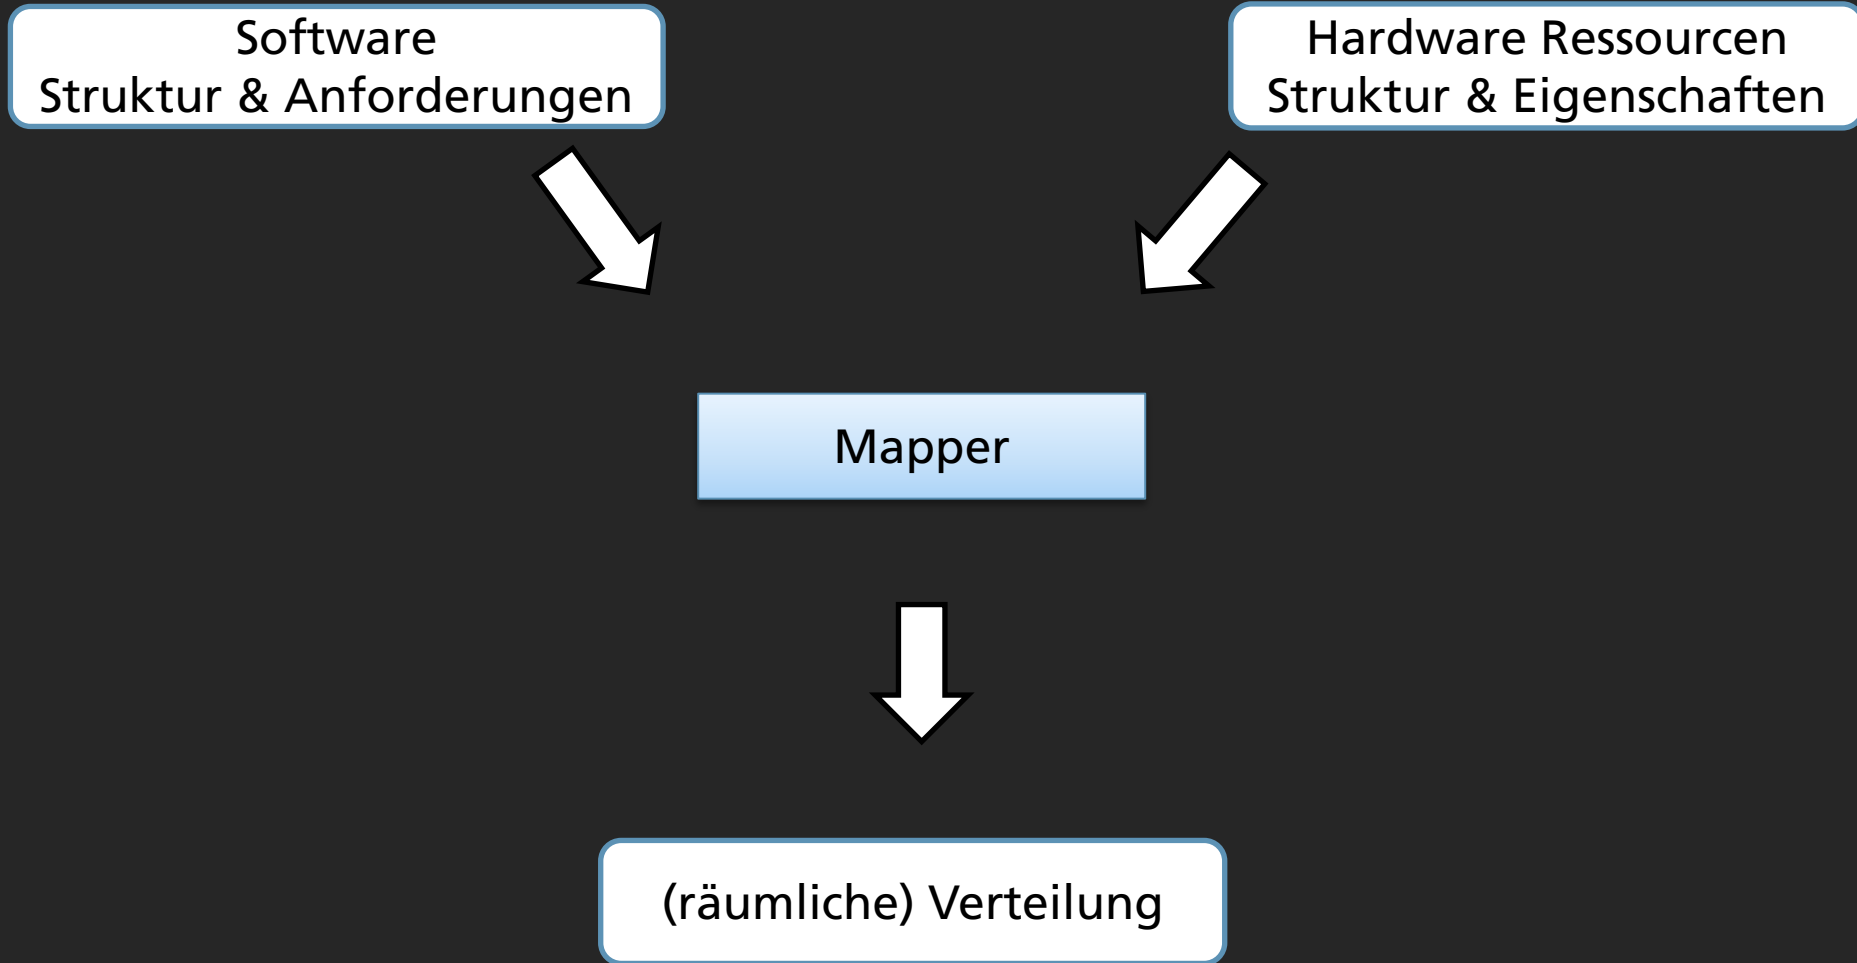 Software
Struktur & Anforderungen
Hardware Ressourcen
Struktur & Eigenschaften
Mapper
(räumliche) Verteilung